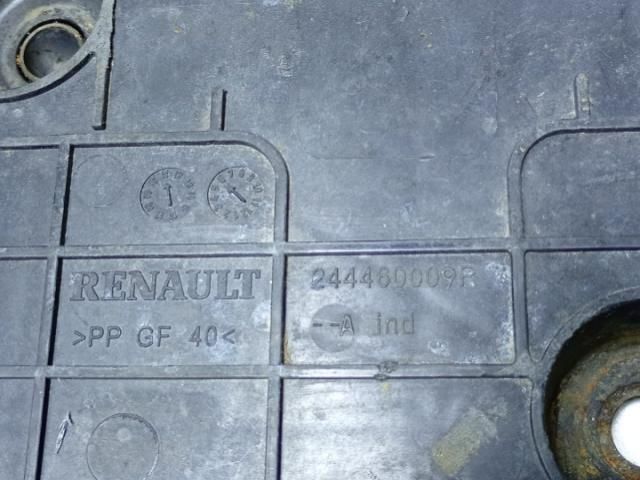 RENAULT
244460009R
--A ind
>PP GF 40<